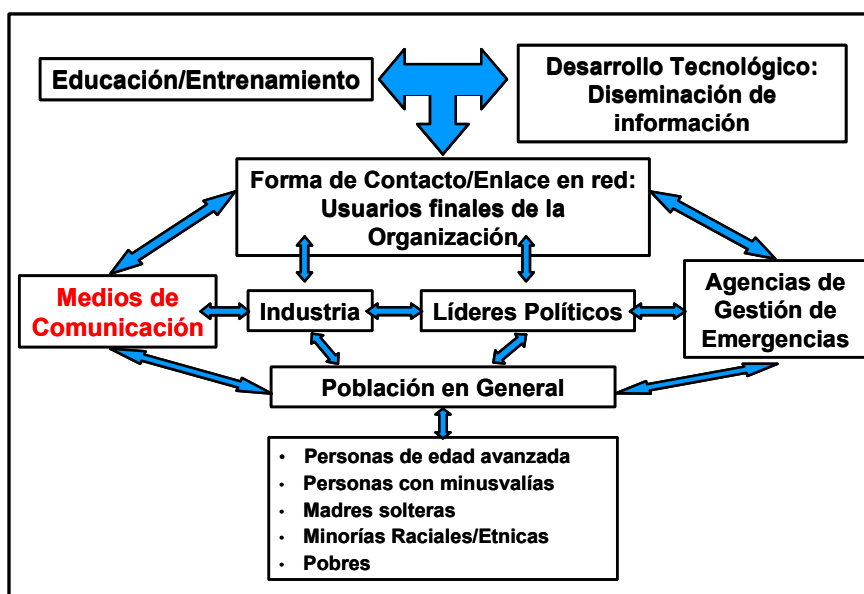 Educación/Entrenamiento
Desarrollo Tecnológico:
Diseminación de
información
Forma de Contacto/Enlace en red:
Usuarios finales de la
Organización
Medios de
Comunicación
Industria
Líderes Políticos
Agencias de
Gestión de
Emergencias
Población en General
• Personas de edad avanzada
• Personas con minusvalías
• Madres solteras
• Minorías Raciales/Etnicas
• Pobres